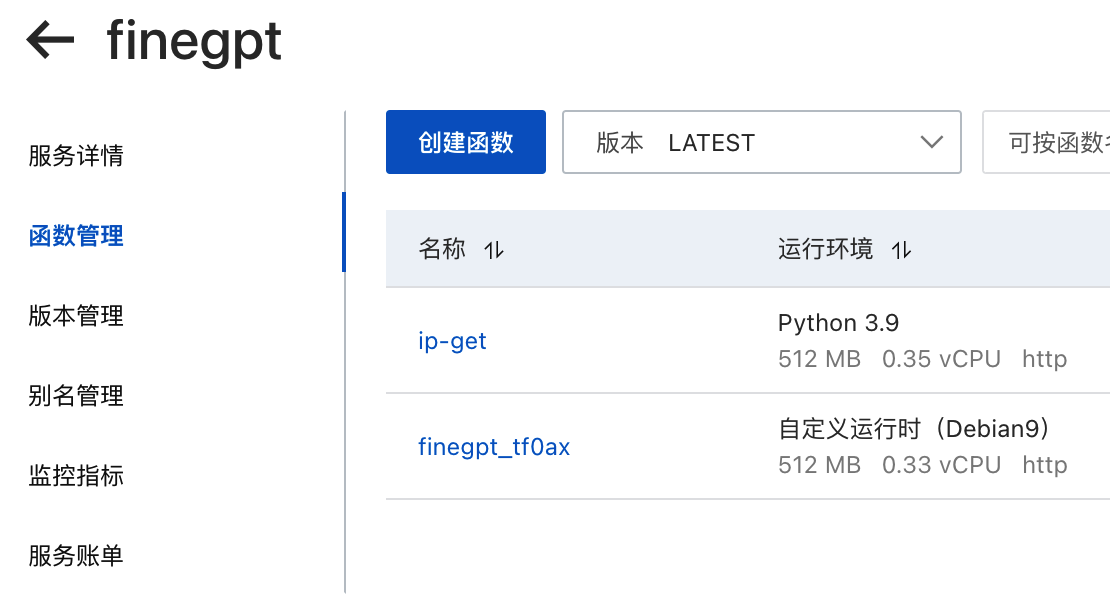 finegpt
服务详情
函数管理
版本管理
别名管理
监控指标
服务账单
创建函数 版本 LATEST 可按函数
名称 运行环境
ip-get Python 3.9
512 MB 0.35 vCPU http
finegpt_tf0ax 自定义运行时（Debian9）
512 MB 0.33 vCPU http